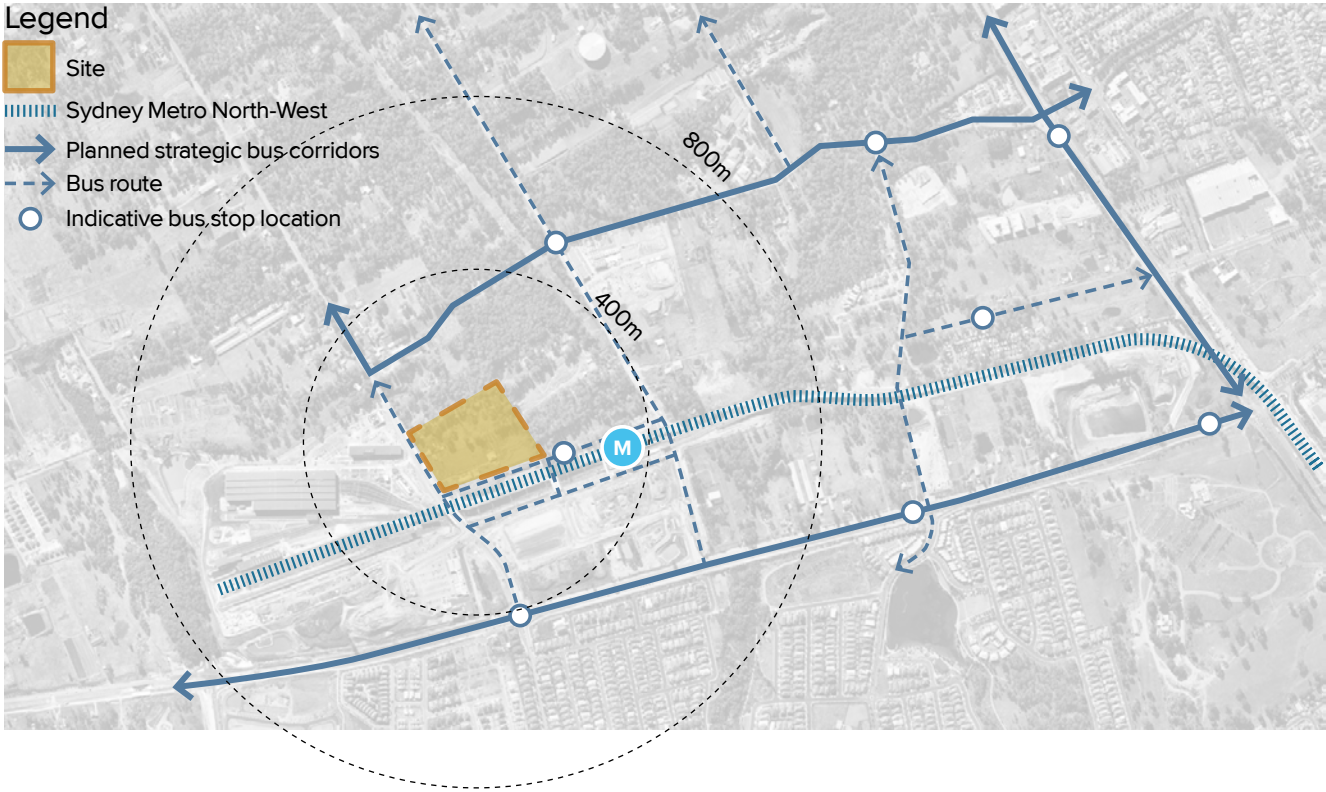 Legend
Site
Sydney Metro North-West
Planned strategic bus corridors
Bus route
Indicative bus stop location
800m
400m
M